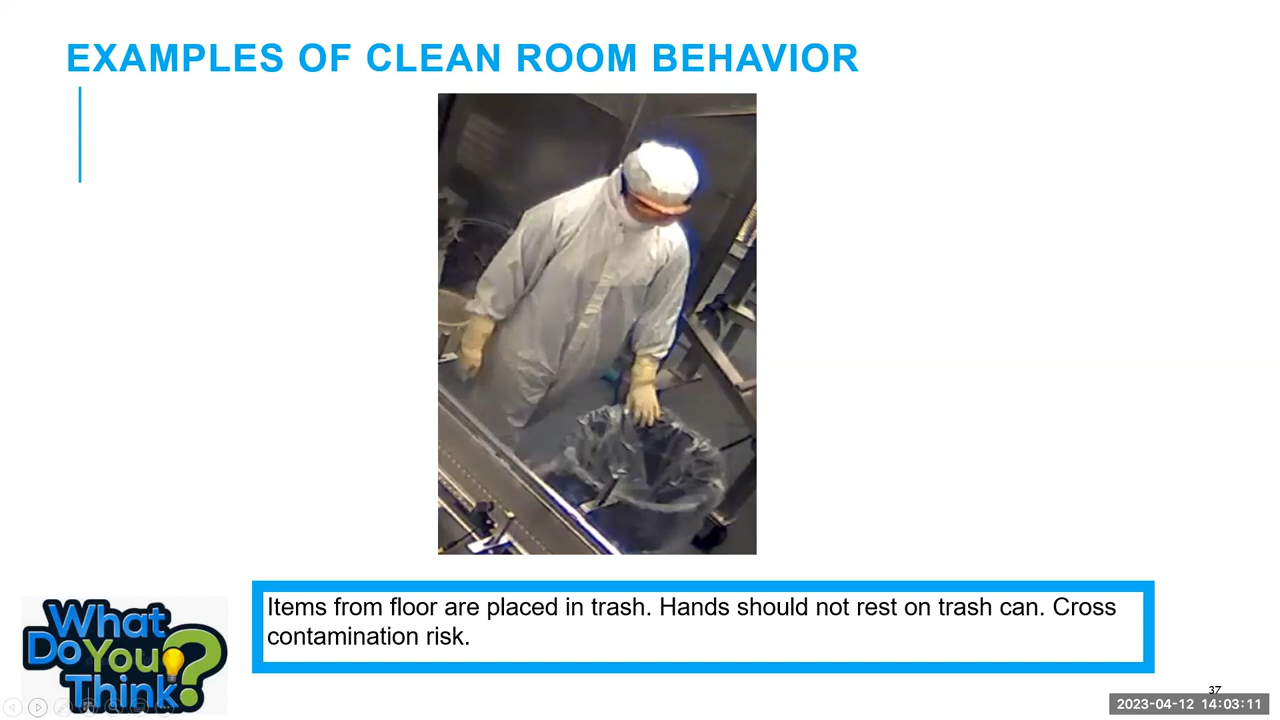 EXAMPLES OF CLEAN ROOM BEHAVIOR
Items from floor are placed in trash. Hands should not rest on trash can. Cross
contamination risk.
What
Do You
Think?
37
2023-04-12 14:03:11